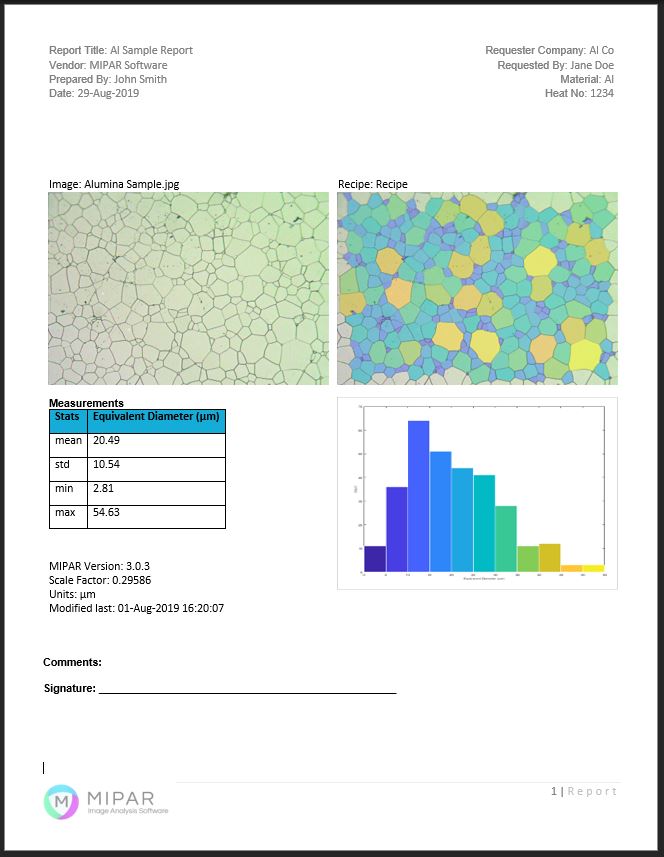 Report Title: Al Sample Report
Vendor: MIPAR Software
Prepared By: John Smith
Date: 29-Aug-2019
Requester Company: Al Co
Requested By: Jane Doe
Material: Al
Heat No: 1234
Image: Alumina Sample.jpg
Recipe: Recipe
Measurements
Stats Equivalent Diameter (µm)
mean 20.49
std 10.54
min 2.81
max 54.63
MIPAR Version: 3.0.3
Scale Factor: 0.29586
Units: µm
Modified last: 01-Aug-2019 16:20:07
Comments:
Signature:
MIPAR
Image Analysis Software
1 | Report